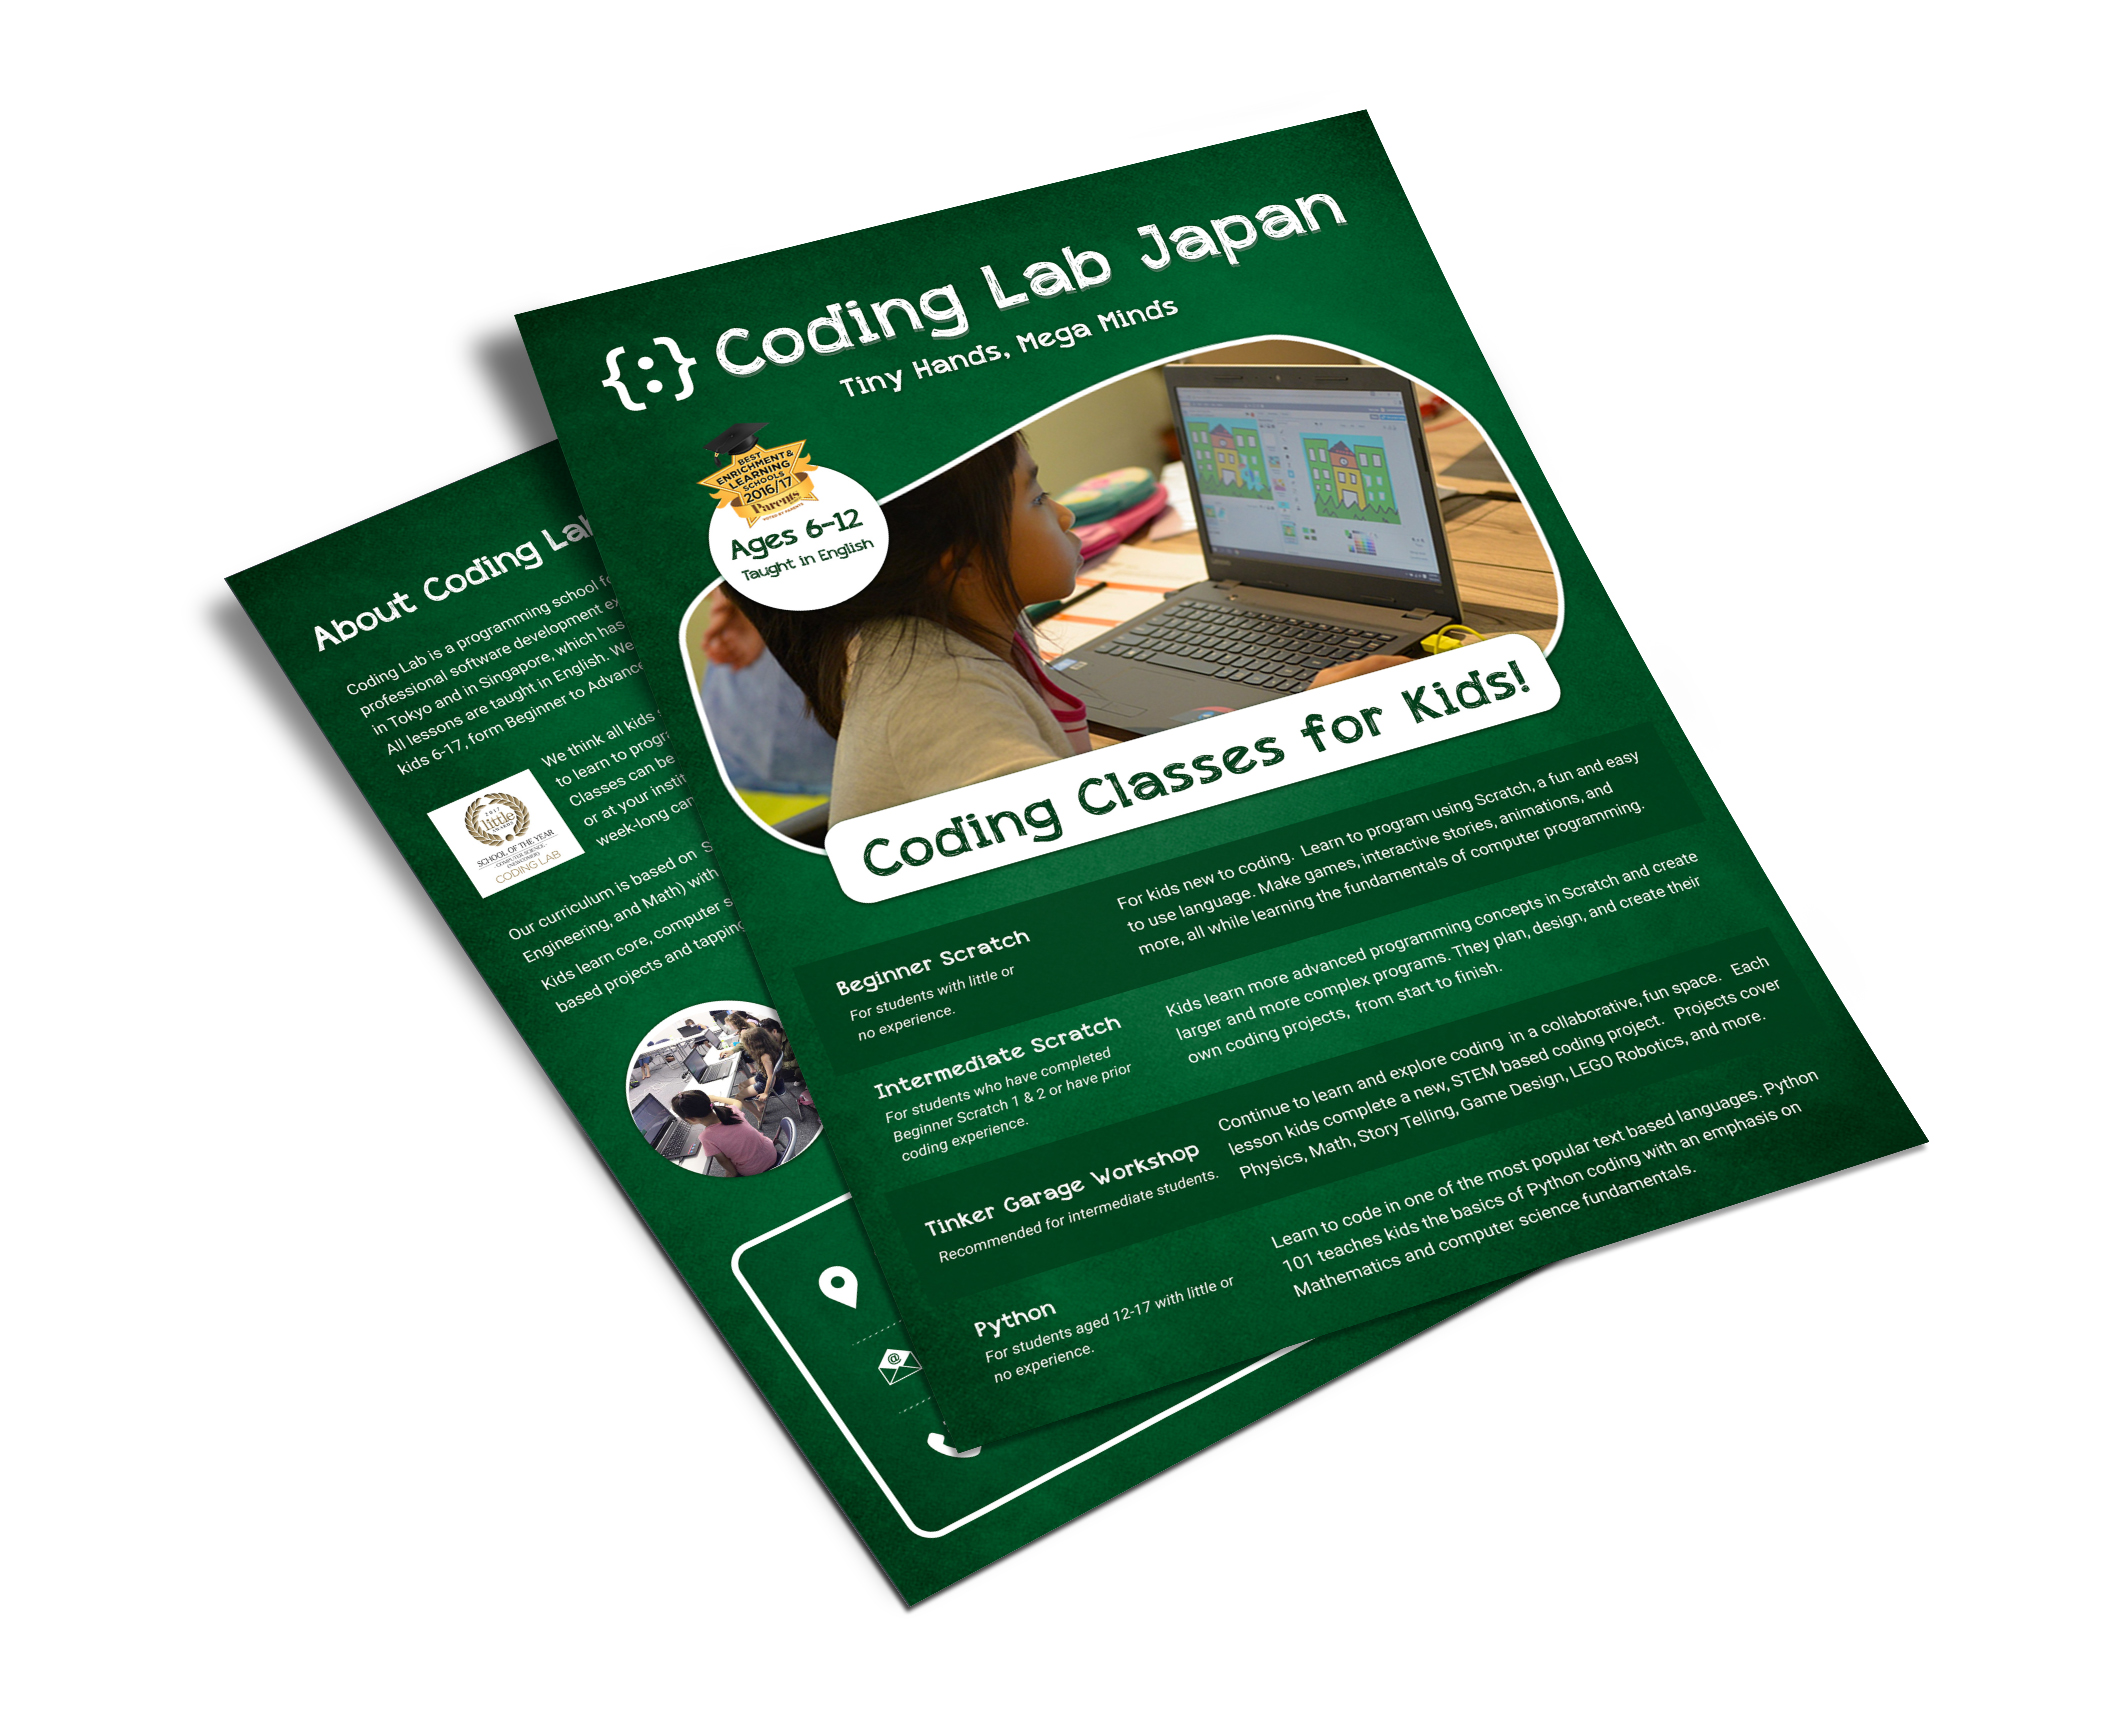 {:} Coding Lab Japan
Tiny Hands, Mega Minds
BEST
ENRICHMENT &
LEARNING
SCHOOLS
2016/17
Parents
VOTED BY PARENTS
Ages 6-12
Taught in English
Coding Classes for Kids!
Beginner Scratch
For students with little or
no experience.
For kids new to coding. Learn to program using Scratch, a fun and easy
to use language. Make games, interactive stories, animations, and
more, all while learning the fundamentals of computer programming.
Intermediate Scratch
For students who have completed
Beginner Scratch 1 & 2 or have prior
coding experience.
Kids learn more advanced programming concepts in Scratch and create
larger and more complex programs. They plan, design, and create their
own coding projects, from start to finish.
Tinker Garage Workshop
Recommended for intermediate students.
Continue to learn and explore coding in a collaborative, fun space. Each
lesson kids complete a new, STEM based coding project. Projects cover
Physics, Math, Story Telling, Game Design, LEGO Robotics, and more.
Python
For students aged 12-17 with little or
no experience.
Learn to code in one of the most popular text based languages. Python
101 teaches kids the basics of Python coding with an emphasis on
Mathematics and computer science fundamentals.
About Coding Lab
Coding Lab is a programming school
professional software development
in Tokyo and in Singapore, which has
All lessons are taught in English. We
kids 6-17, form Beginner to
We think all kids
to learn to
Classes can be
or at your
week-long
2017
little
AWARDS
SCHOOL OF THE YEAR
COMPUTER SCIENCE
CODING LAB
Our curriculum is based on
Engineering, and Math) with
Kids learn core, computer
based projects and tapping
@